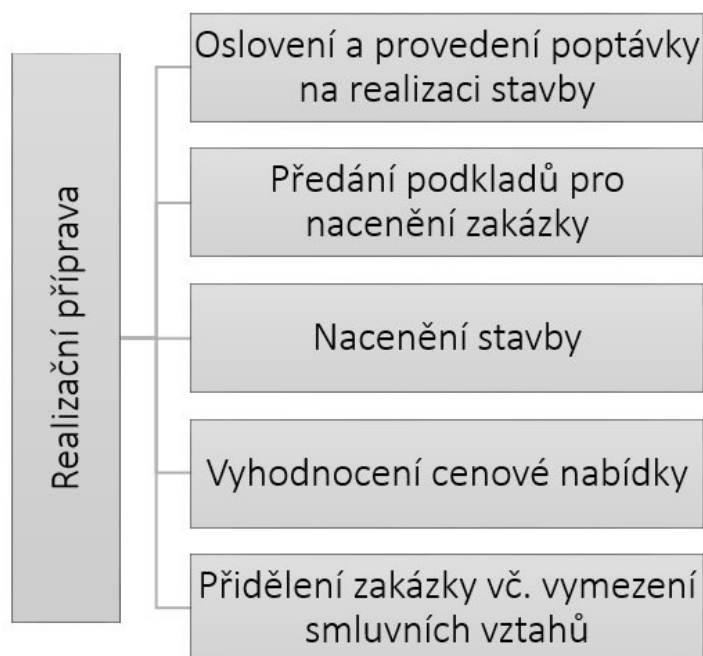 Realizační příprava
Oslovení a provedení poptávky
na realizaci stavby
Předání podkladů pro
nacenění zakázky
Nacenění stavby
Vyhodnocení cenové nabídky
Přidělení zakázky vč. vymezení
smluvních vztahů